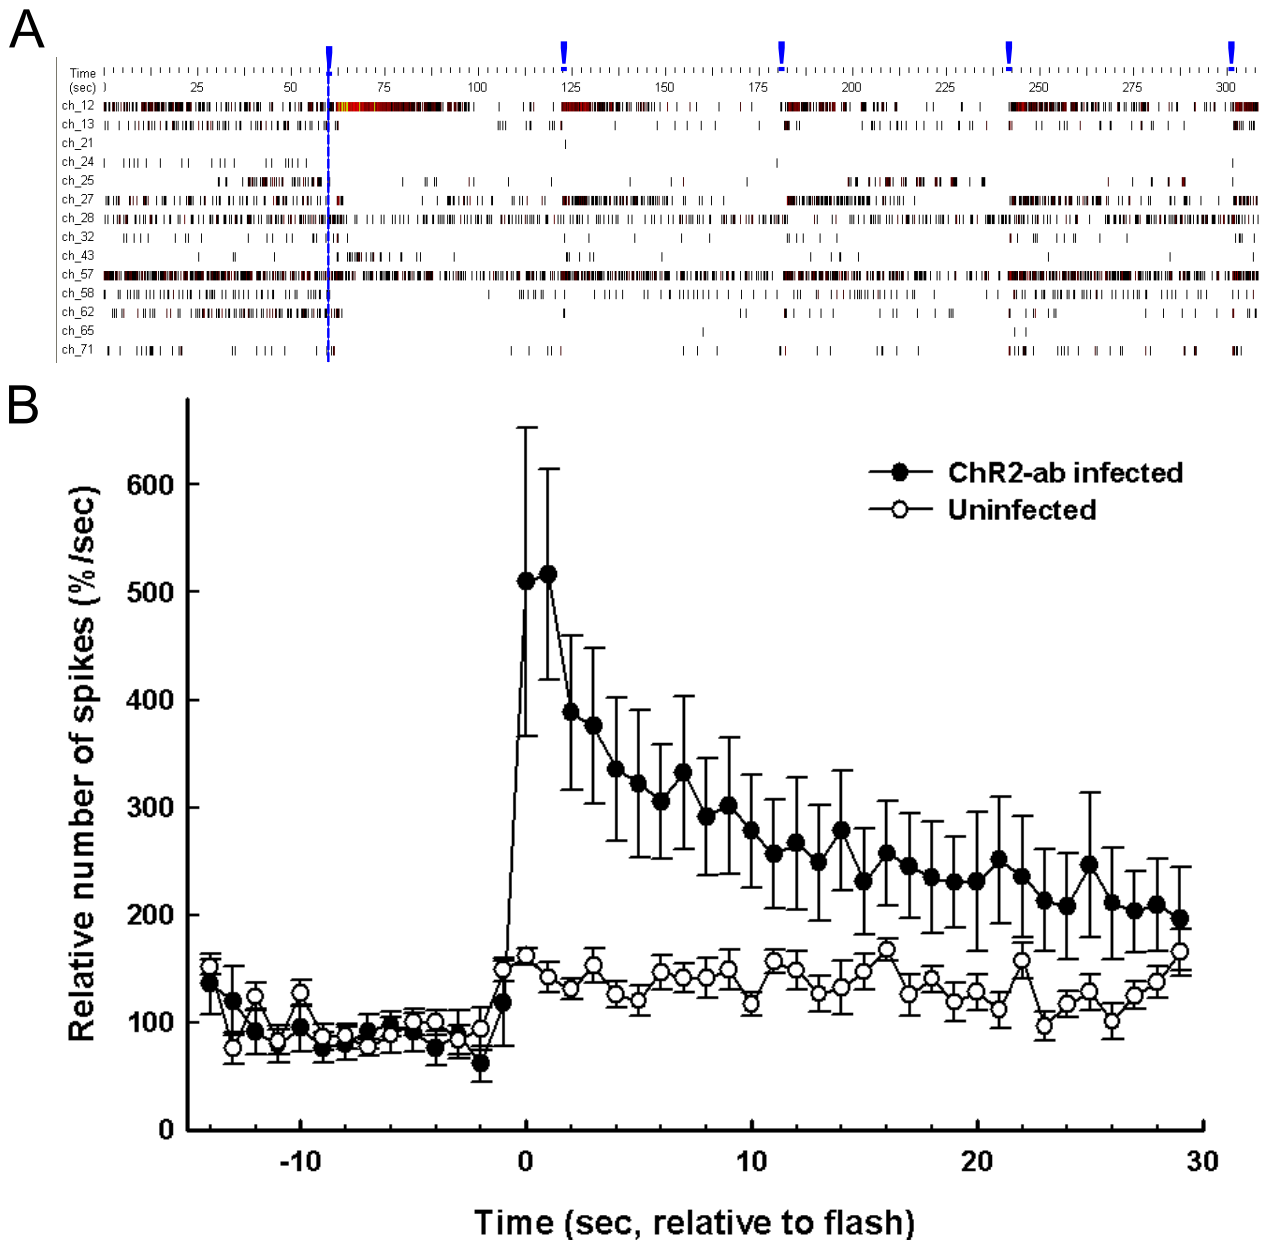 A
Time
(sec) 25 50 75 100 125 150 175 200 225 250 275 300
ch_12
ch_13
ch_21
ch_24
ch_25
ch_27
ch_28
ch_32
ch_43
ch_57
ch_58
ch_62
ch_65
ch_71
B
Relative number of spikes (%/sec)
600
500
400
300
200
100
0
ChR2-ab infected
Uninfected
-10 0 10 20 30
Time (sec, relative to flash)